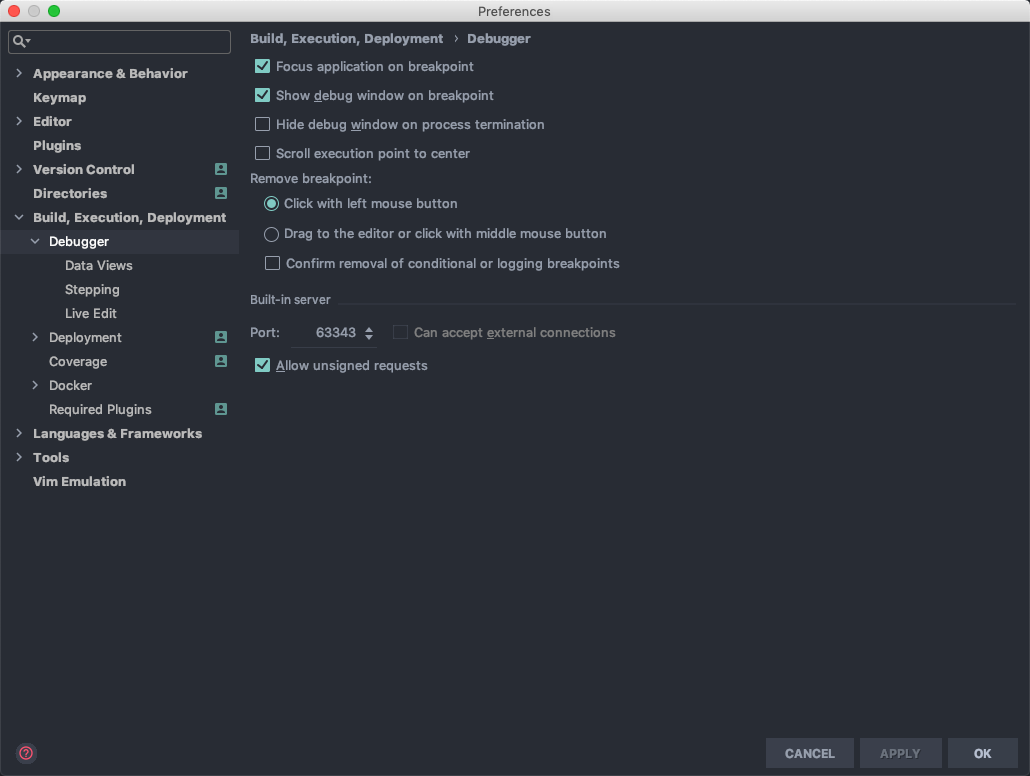 Preferences
Appearance & Behavior
Keymap
Editor
Plugins
Version Control
Directories
Build, Execution, Deployment
Debugger
Data Views
Stepping
Live Edit
Deployment
Coverage
Docker
Required Plugins
Languages & Frameworks
Tools
Vim Emulation
Build, Execution, Deployment › Debugger
Focus application on breakpoint
Show debug window on breakpoint
Hide debug window on process termination
Scroll execution point to center
Remove breakpoint:
Click with left mouse button
Drag to the editor or click with middle mouse button
Confirm removal of conditional or logging breakpoints
Built-in server
Port: 63343 Can accept external connections
Allow unsigned requests
?
CANCEL APPLY OK